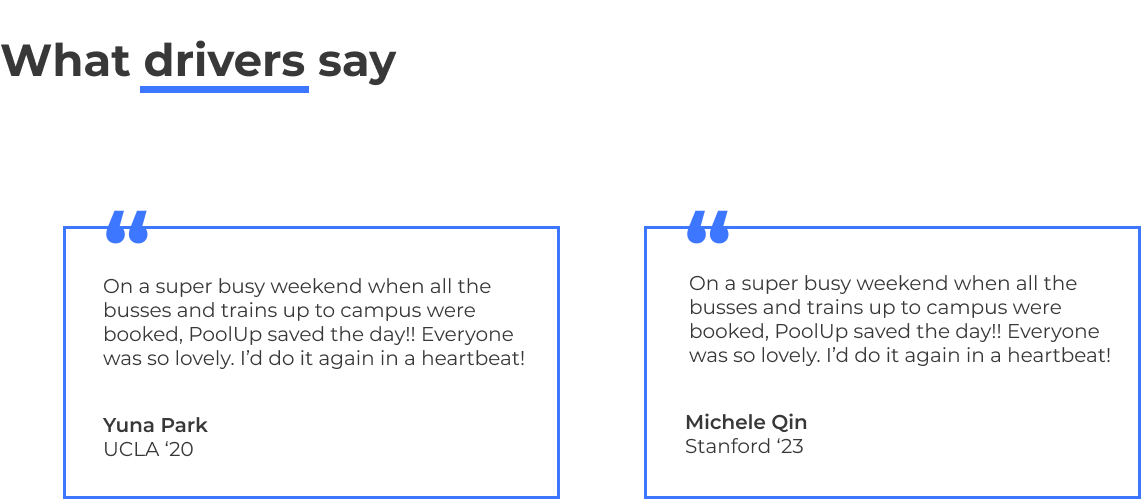 What drivers say
“
On a super busy weekend when all the
busses and trains up to campus were
booked, PoolUp saved the day!! Everyone
was so lovely. I’d do it again in a heartbeat!
Yuna Park
UCLA ‘20
“
On a super busy weekend when all the
busses and trains up to campus were
booked, PoolUp saved the day!! Everyone
was so lovely. I’d do it again in a heartbeat!
Michele Qin
Stanford ‘23